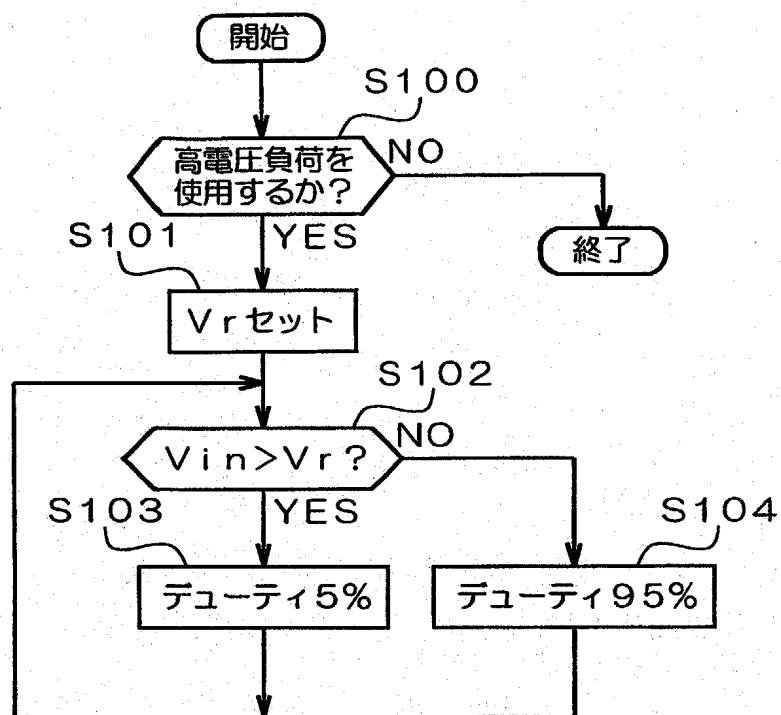 開始
S100
高電圧負荷を
使用するか？
NO
YES
終了
S101
Vrセット
S102
Vin>Vr？
NO
YES
S103
デューティ5%
S104
デューティ95%